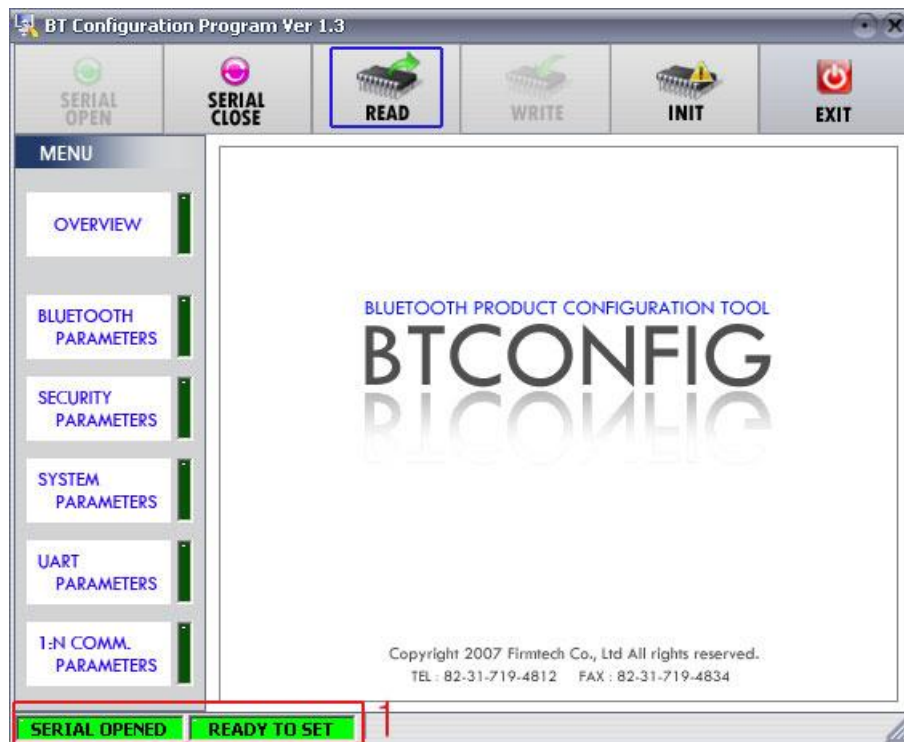 BT Configuration Program Ver 1.3
SERIAL
OPEN
SERIAL
CLOSE
READ
WRITE
INIT
EXIT
MENU
OVERVIEW
BLUETOOTH
PARAMETERS
SECURITY
PARAMETERS
SYSTEM
PARAMETERS
UART
PARAMETERS
1:N COMM.
PARAMETERS
BLUETOOTH PRODUCT CONFIGURATION TOOL
BTCONFIG
Copyright 2007 Firmtech Co., Ltd All rights reserved.
TEL : 82-31-719-4812 FAX : 82-31-719-4834
SERIAL OPENED READY TO SET 1